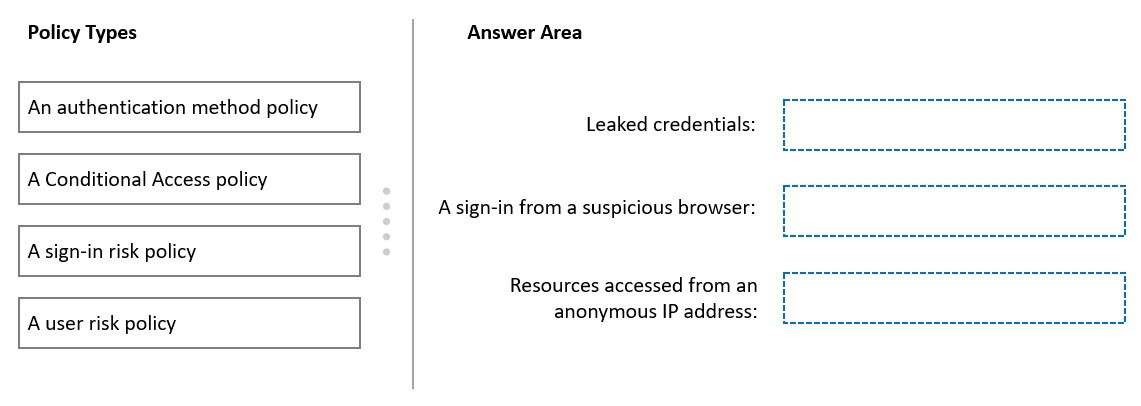 Policy Types
An authentication method policy
A Conditional Access policy
A sign-in risk policy
A user risk policy
Answer Area
Leaked credentials:
A sign-in from a suspicious browser:
Resources accessed from an
anonymous IP address: